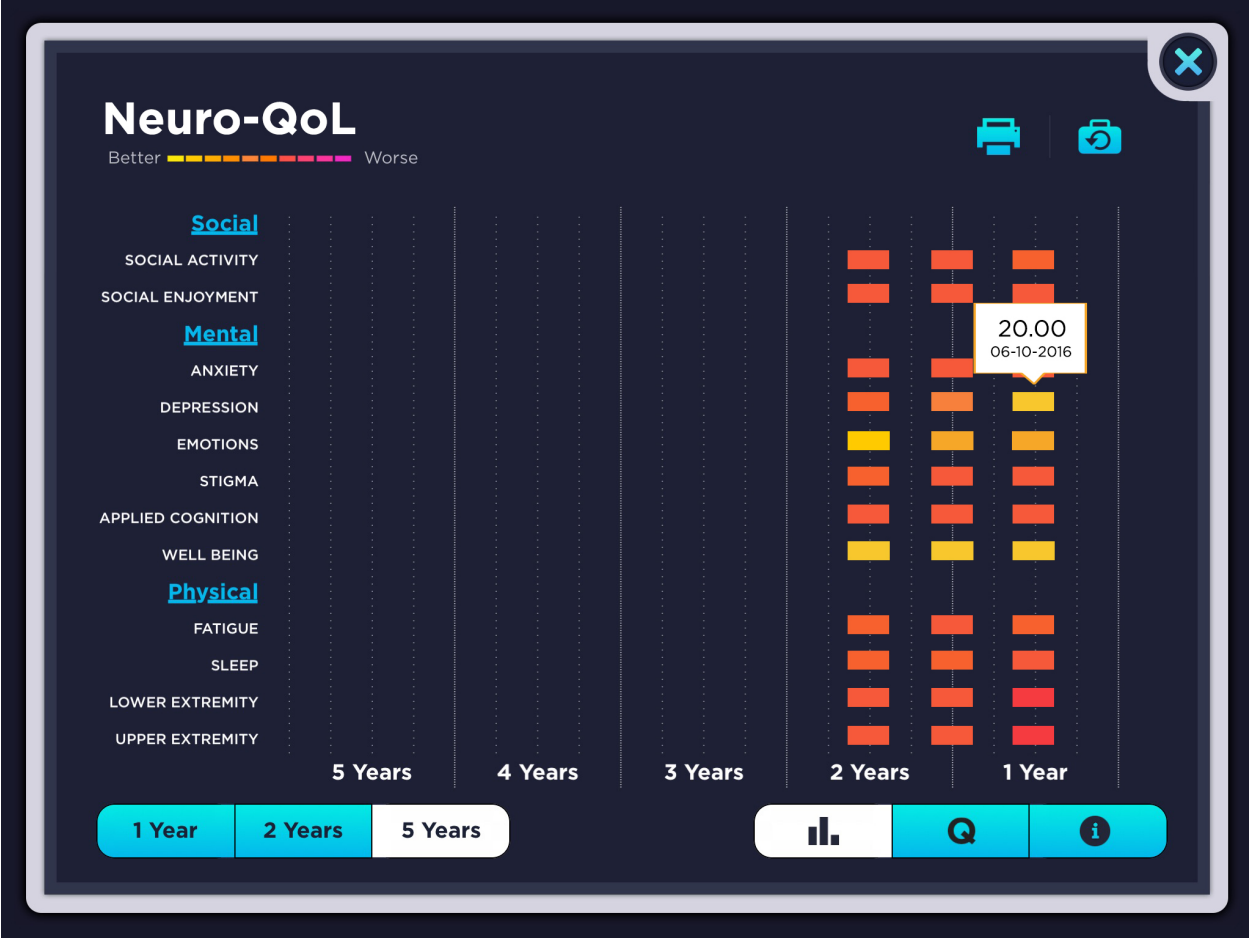 Neuro-QoL
Better Worse
Social
SOCIAL ACTIVITY
SOCIAL ENJOYMENT
Mental
20.00
06-10-2016
ANXIETY
DEPRESSION
EMOTIONS
STIGMA
APPLIED COGNITION
WELL BEING
Physical
FATIGUE
SLEEP
LOWER EXTREMITY
UPPER EXTREMITY
5 Years 4 Years 3 Years 2 Years 1 Year
1 Year 2 Years 5 Years Q i